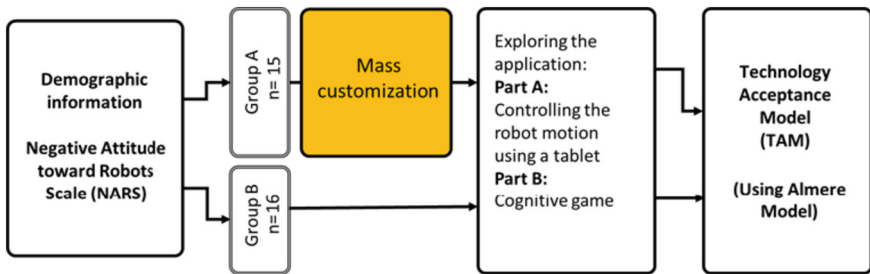 Demographic
information
Negative Attitude
toward Robots
Scale (NARS)
Group A
n= 15
Group B
n=16
Mass
customization
Exploring the
application:
Part A:
Controlling the
robot motion
using a tablet
Part B:
Cognitive game
Technology
Acceptance
Model
(TAM)
(Using Almere
Model)